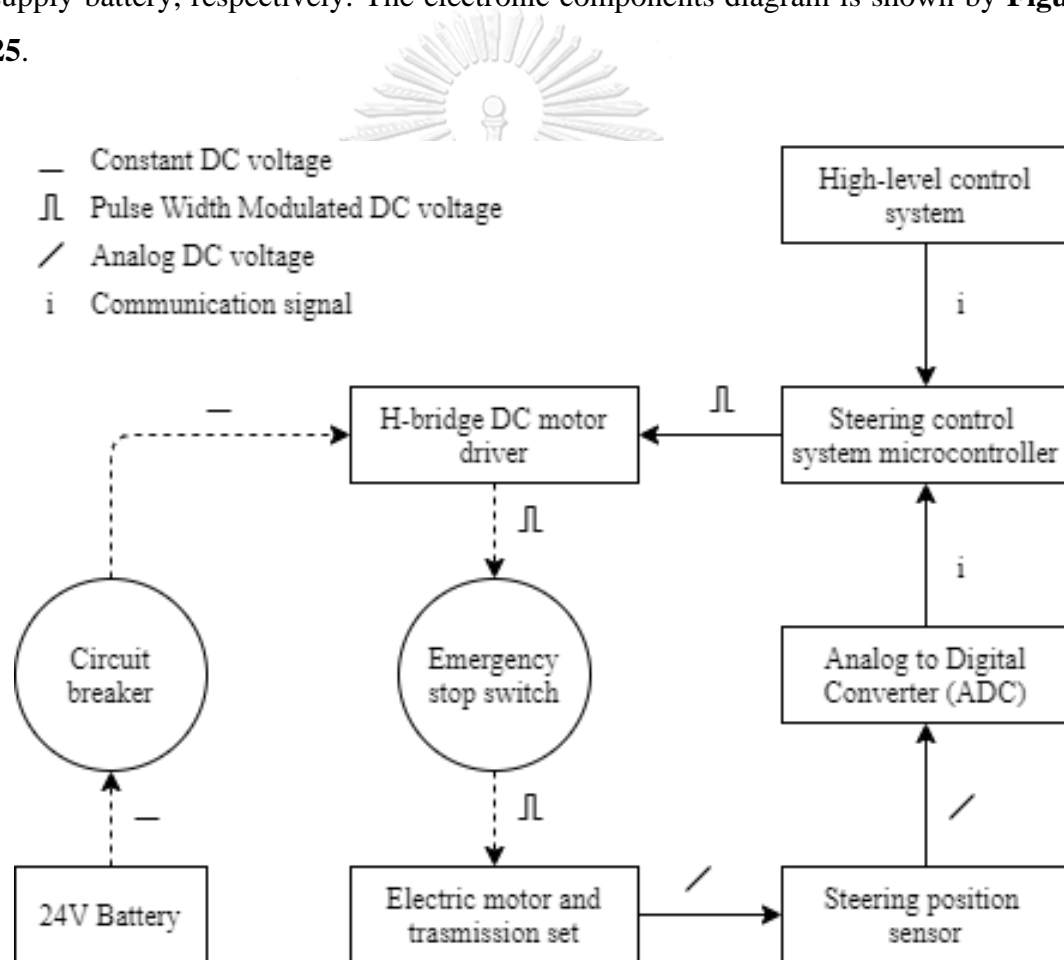 supply battery, respectively. The electronic components diagram is shown by
25.
Constant DC voltage
Pulse Width Modulated DC voltage
Analog DC voltage
i Communication signal
High-level control
system
i
H-bridge DC motor
driver
Steering control
system microcontroller
i
Circuit
breaker
Emergency
stop switch
Analog to Digital
Converter (ADC)
24V Battery
Electric motor and
trasmission set
Steering position
sensor